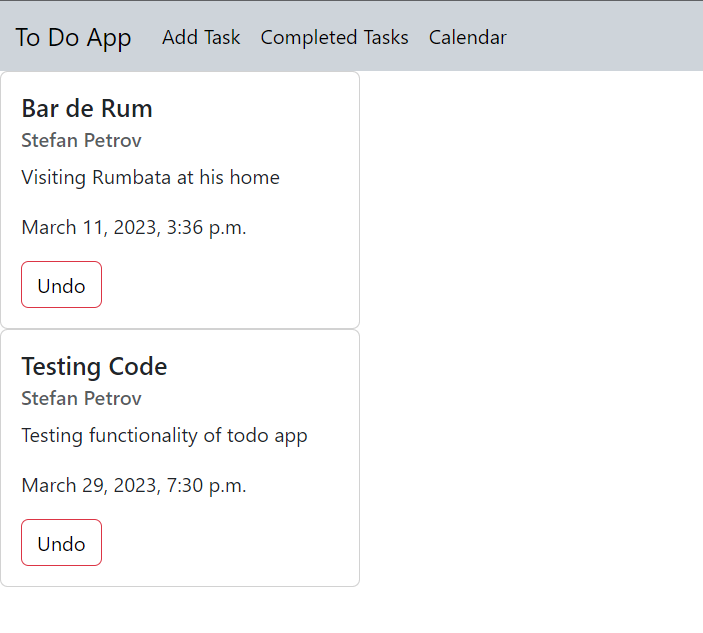 To Do App Add Task Completed Tasks Calendar
Bar de Rum
Stefan Petrov
Visiting Rumbata at his home
March 11, 2023, 3:36 p.m.
Undo
Testing Code
Stefan Petrov
Testing functionality of todo app
March 29, 2023, 7:30 p.m.
Undo